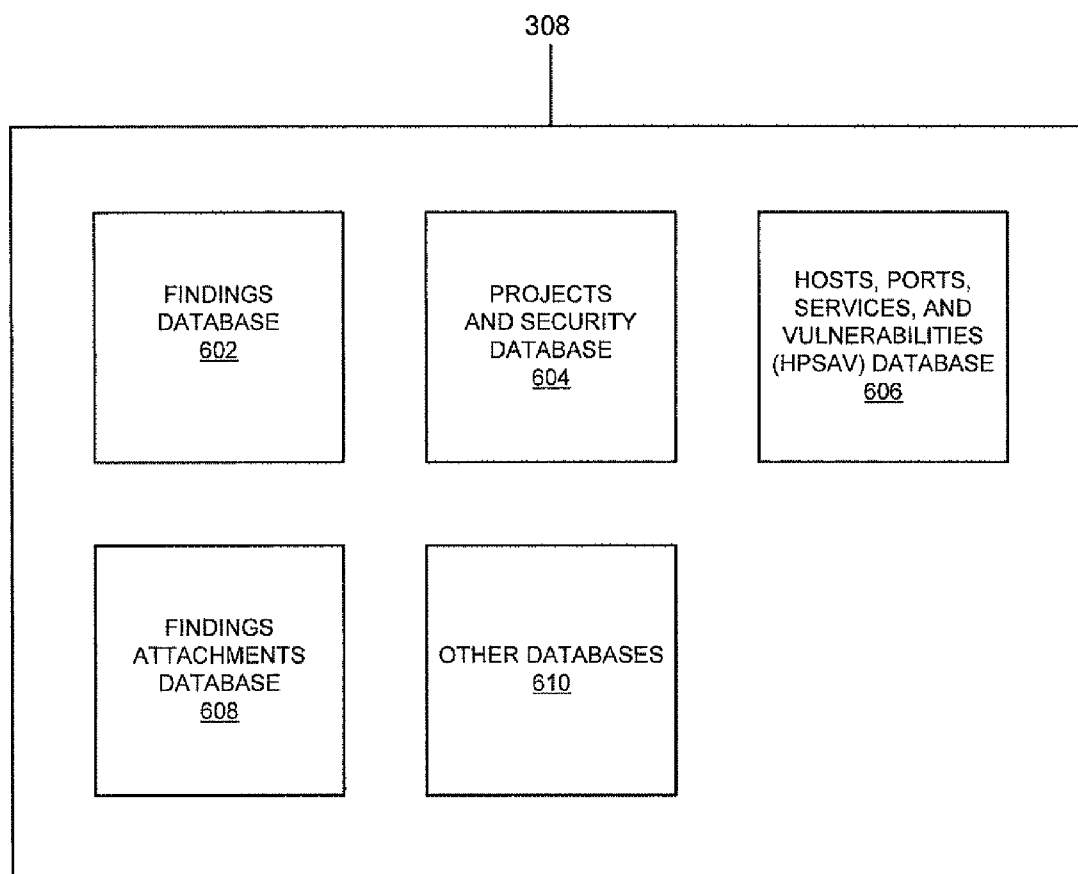 308
FINDINGS
DATABASE
602
PROJECTS
AND SECURITY
DATABASE
604
HOSTS, PORTS,
SERVICES, AND
VULNERABILITIES
(HPSAV) DATABASE
606
FINDINGS
ATTACHMENTS
DATABASE
608
OTHER DATABASES
610